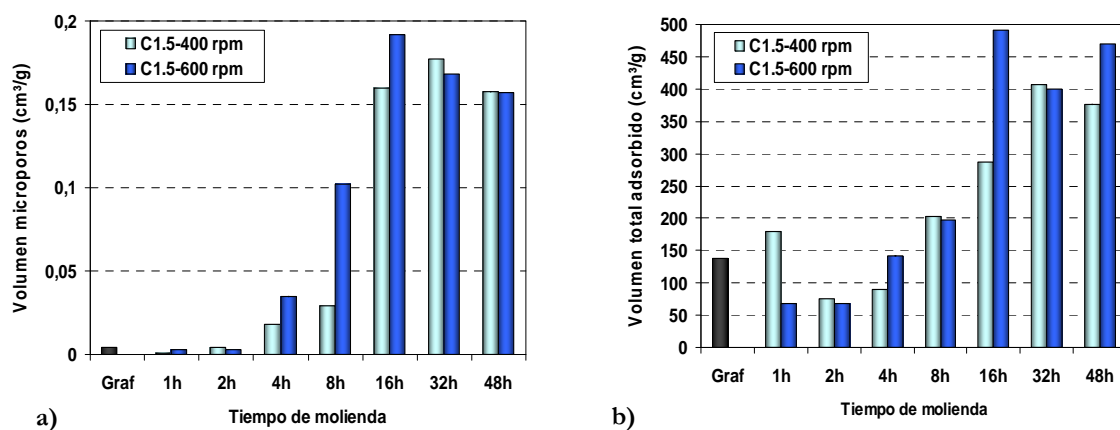 Volumen microporos (cm³/g)
0,2
0,15
0,1
0,05
0
C1.5-400 rpm
C1.5-600 rpm
Graf 1h 2h 4h 8h 16h 32h 48h
Tiempo de molienda
a)
Volumen total adsorbido (cm³/g)
500
450
400
350
300
250
200
150
100
50
0
C1.5-400 rpm
C1.5-600 rpm
Graf 1h 2h 4h 8h 16h 32h 48h
Tiempo de molienda
b)